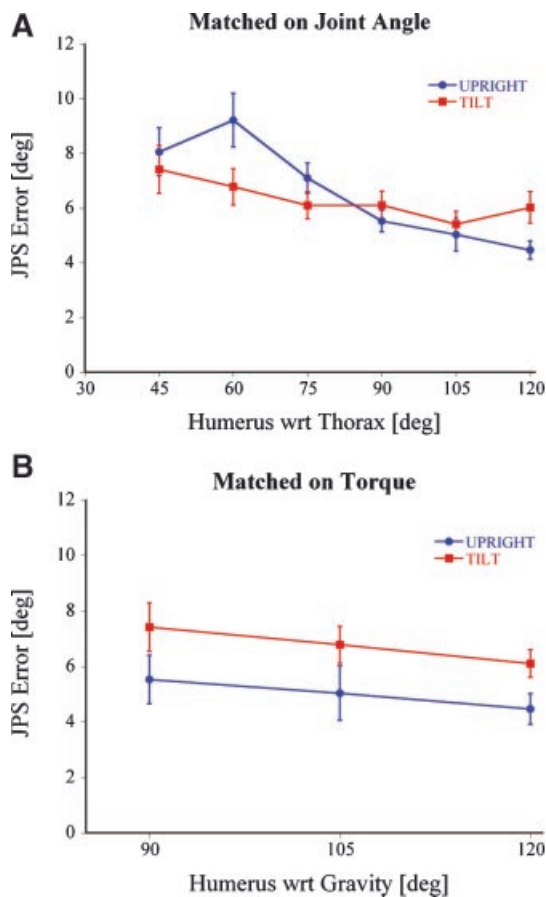 A
Matched on Joint Angle
12
10
8
6
4
2
0
JPS Error [deg]
UPRIGHT
TILT
30 45 60 75 90 105 120
Humerus wrt Thorax [deg]
B
Matched on Torque
12
10
8
6
4
2
0
JPS Error [deg]
UPRIGHT
TILT
90 105 120
Humerus wrt Gravity [deg]